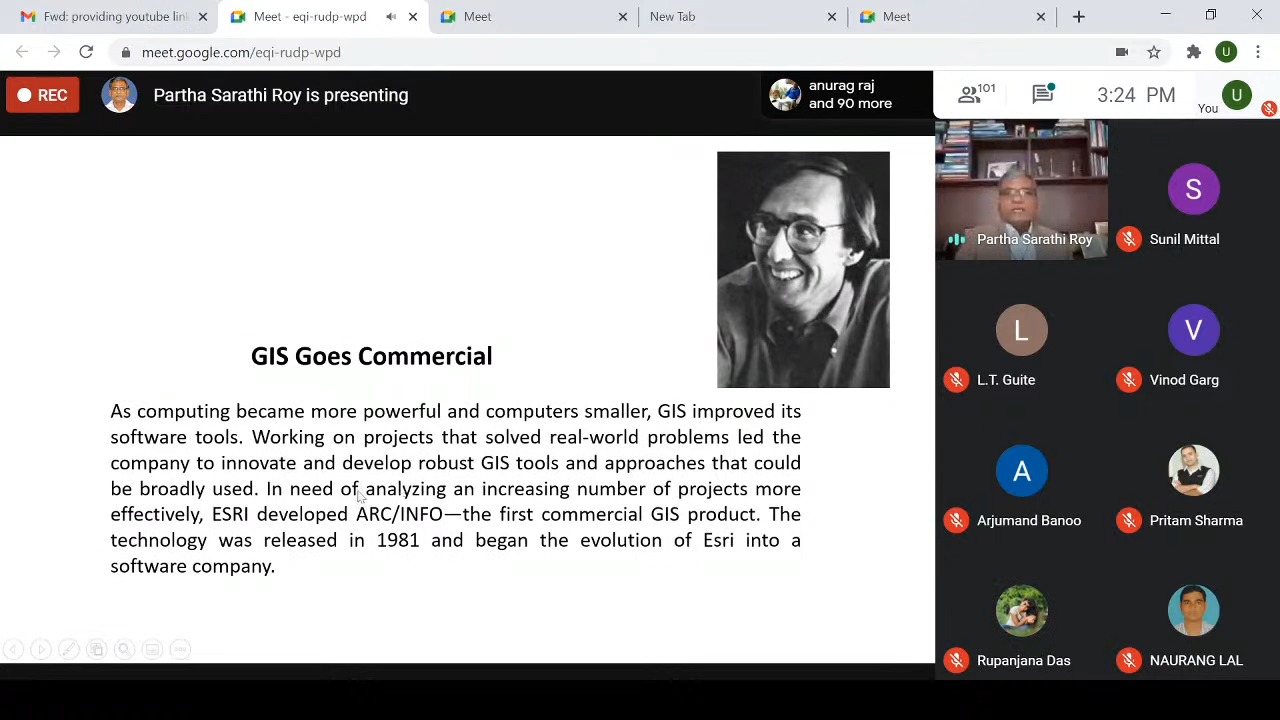 Fwd: providing youtube lin
Meet - eqi-rudp-wpd
Meet
New Tab
Meet
meet.google.com/eqi-rudp-wpd
U
REC
Partha Sarathi Roy is presenting
anurag raj
and 90 more
101
3:24 PM
You
U
GIS Goes Commercial
As computing became more powerful and computers smaller, GIS improved its
software tools. Working on projects that solved real-world problems led the
company to innovate and develop robust GIS tools and approaches that could
be broadly used. In need of analyzing an increasing number of projects more
effectively, ESRI developed ARC/INFO—the first commercial GIS product. The
technology was released in 1981 and began the evolution of Esri into a
software company.
Partha Sarathi Roy
S
Sunil Mittal
L
L.T. Guite
V
Vinod Garg
A
Arjumand Banoo
Pritam Sharma
Rupanjana Das
NAURANG LAL